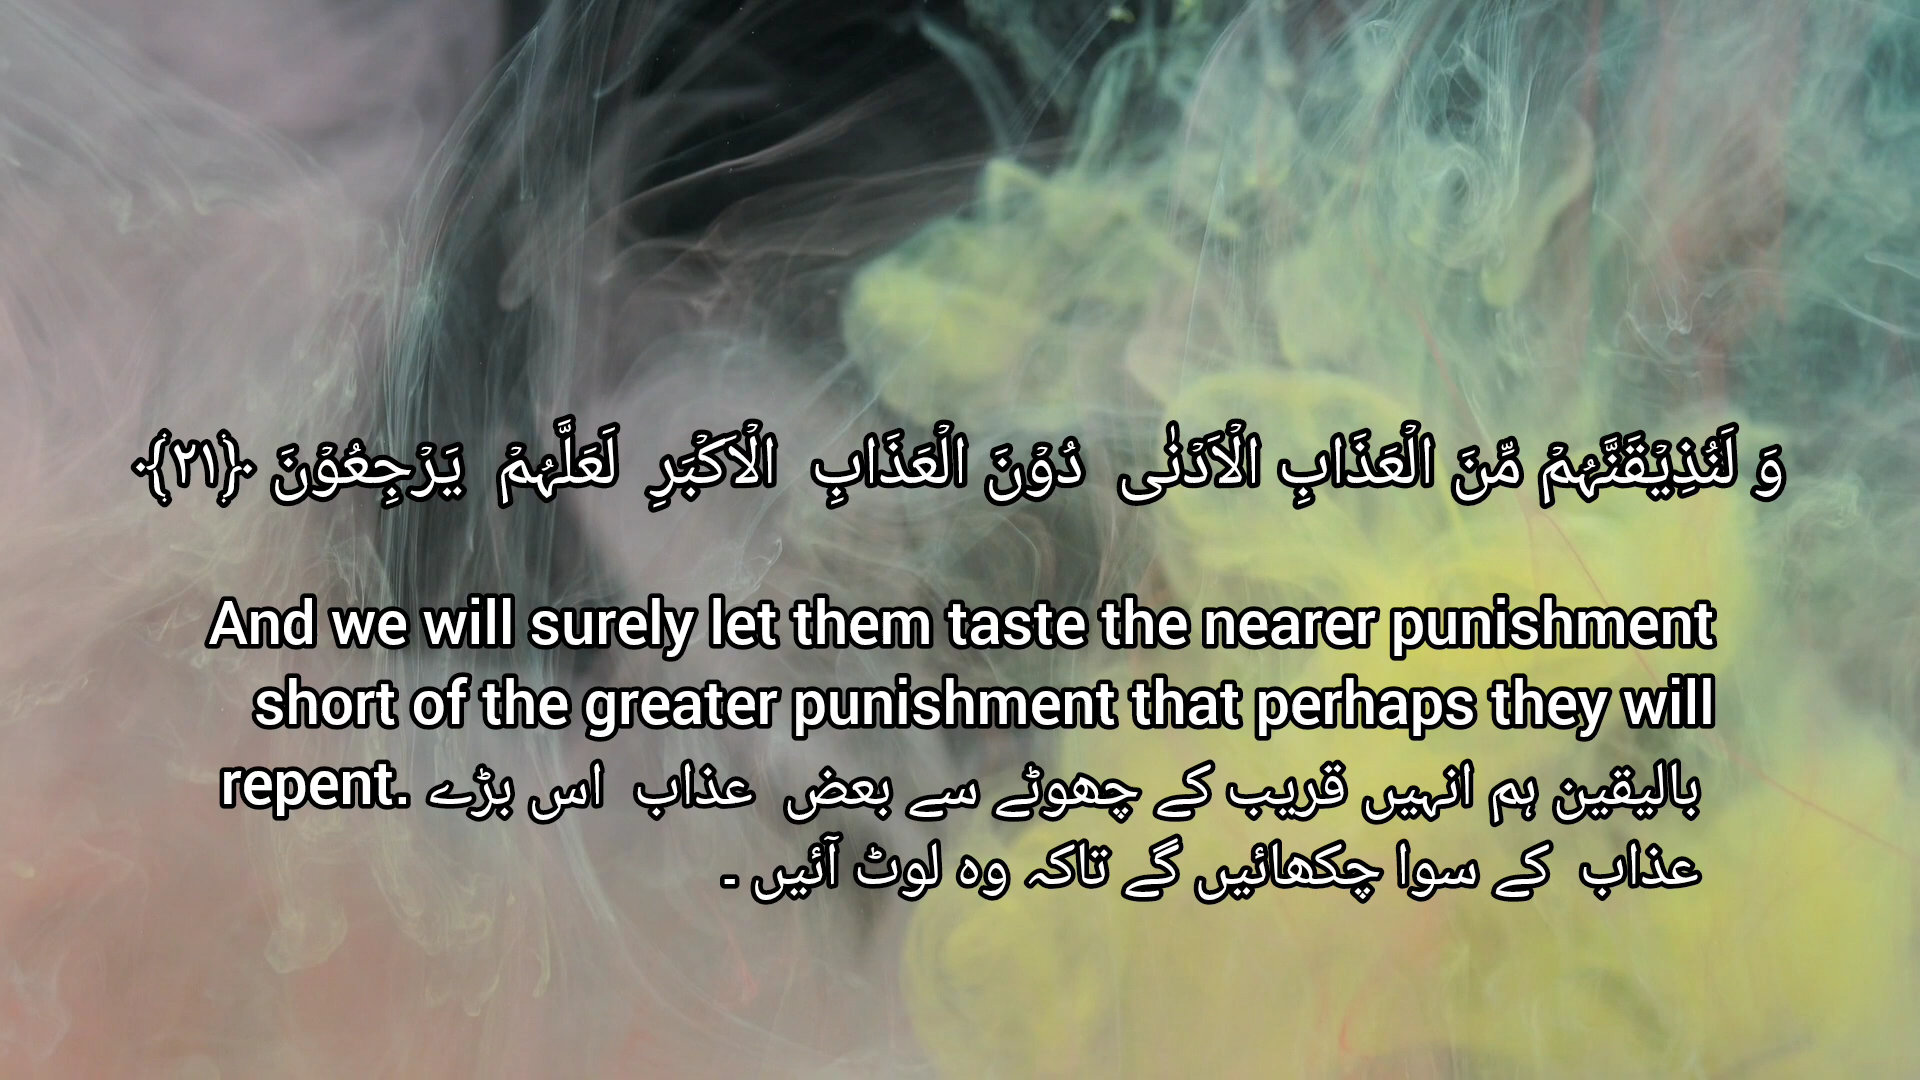 وَ لَنُذِیۡقَنَّہُمۡ مِّنَ الۡعَذَابِ الۡاَدۡنٰی دُوۡنَ الۡعَذَابِ الۡاَکۡبَرِ لَعَلَّہُمۡ یَرۡجِعُوۡنَ ﴿۲۱﴾
And we will surely let them taste the nearer punishment
short of the greater punishment that perhaps they will
repent. بالیقین ہم انہیں قریب کے چھوٹے سے بعض عذاب اس بڑے
عذاب کے سوا چکھائیں گے تاکہ وہ لوٹ آئیں ۔